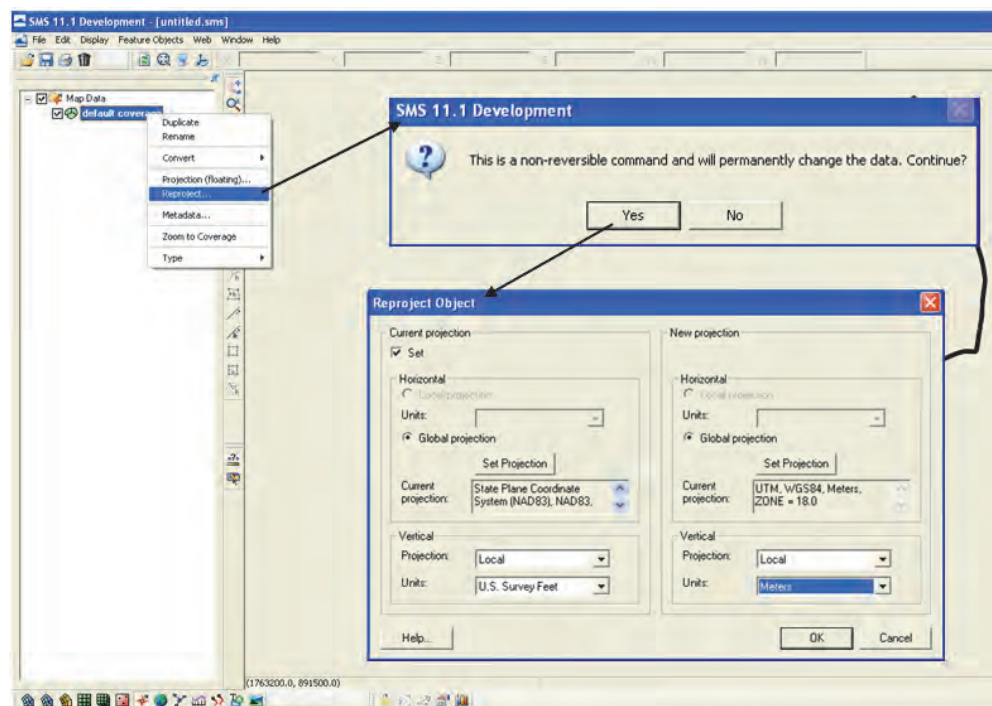 SMS 11.1 Development - [untitled.sms]
File Edit Display Feature Objects Web Window Help
Map Data
default coverage
Duplicate
Rename
Convert
Projection (floating)...
Reproject...
Metadata...
Zoom to Coverage
Type
SMS 11.1 Development
This is a non-reversible command and will permanently change the data. Continue?
Yes No
Reproject Object
Current projection
Set
Horizontal
Local projection
Units:
Global projection
Set Projection
Current projection:
State Plane Coordinate
System (NAD83), NAD83,
Vertical
Projection: Local
Units: U.S. Survey Feet
New projection
Horizontal
Local projection
Units:
Global projection
Set Projection
Current projection:
UTM, WGS84, Meters,
ZONE = 18.0
Vertical
Projection: Local
Units: Meters
Help... OK Cancel
(1763200.0, 891500.0)